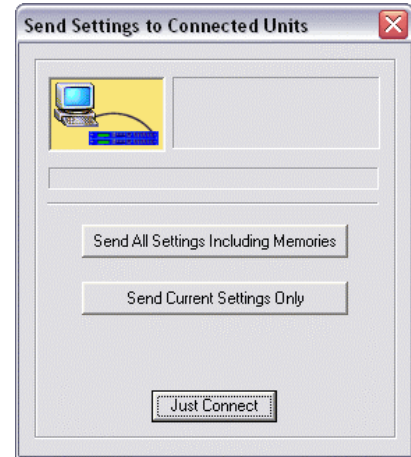 Send Settings to Connected Units
Send All Settings Including Memories
Send Current Settings Only
Just Connect